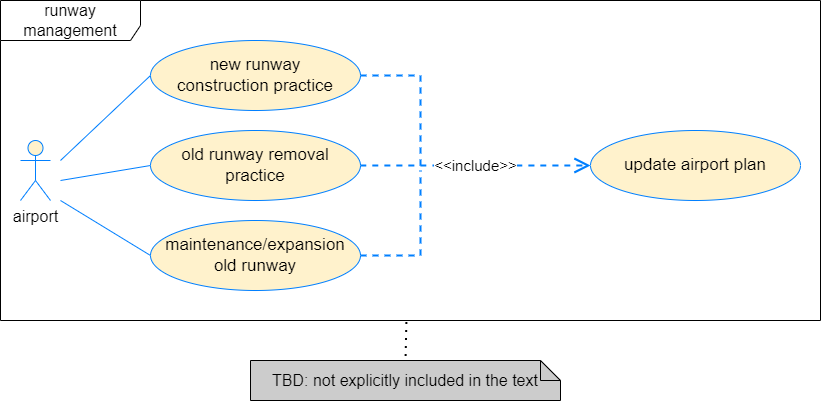 runway
management
new runway
construction practice
old runway removal
practice
<<include>>
update airport plan
airport
maintenance/expansion
old runway
TBD: not explicitly included in the text